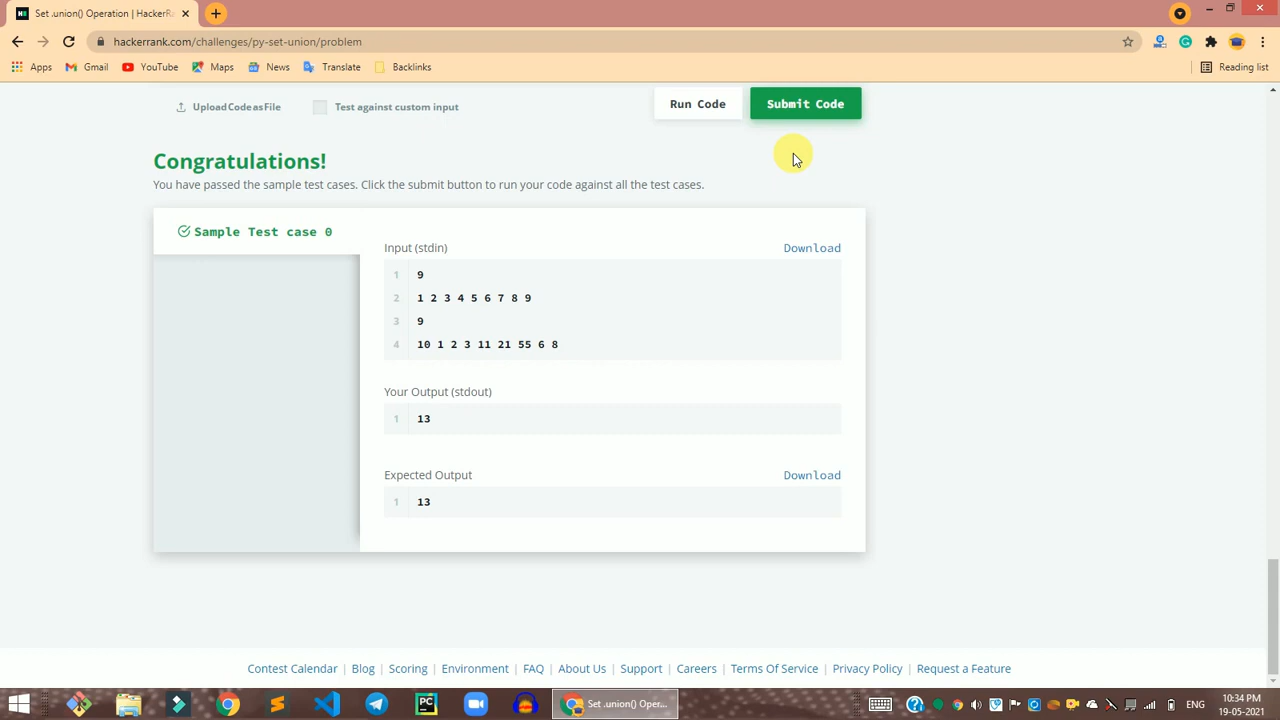 Set .union() Operation | HackerRa
hackerrank.com/challenges/py-set-union/problem
Apps Gmail YouTube Maps News Translate Backlinks Reading list
Upload Code as File Test against custom input Run Code Submit Code
Congratulations!
You have passed the sample test cases. Click the submit button to run your code against all the test cases.
Sample Test case 0
Input (stdin) Download
1 9
2 1 2 3 4 5 6 7 8 9
3 9
4 10 1 2 3 11 21 55 6 8
Your Output (stdout)
1 13
Expected Output Download
1 13
Contest Calendar | Blog | Scoring | Environment | FAQ | About Us | Support | Careers | Terms Of Service | Privacy Policy | Request a Feature
Set .union() Oper...
ENG
10:34 PM
19-05-2021